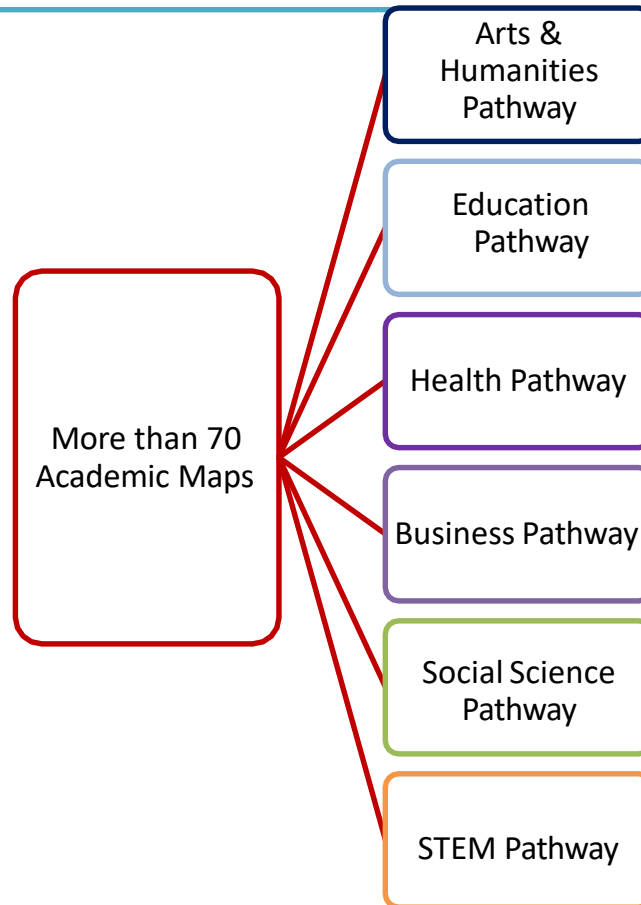 Arts &
Humanities
Pathway
Education
Pathway
Health Pathway
More than 70
Academic Maps
Business Pathway
Social Science
Pathway
STEM Pathway